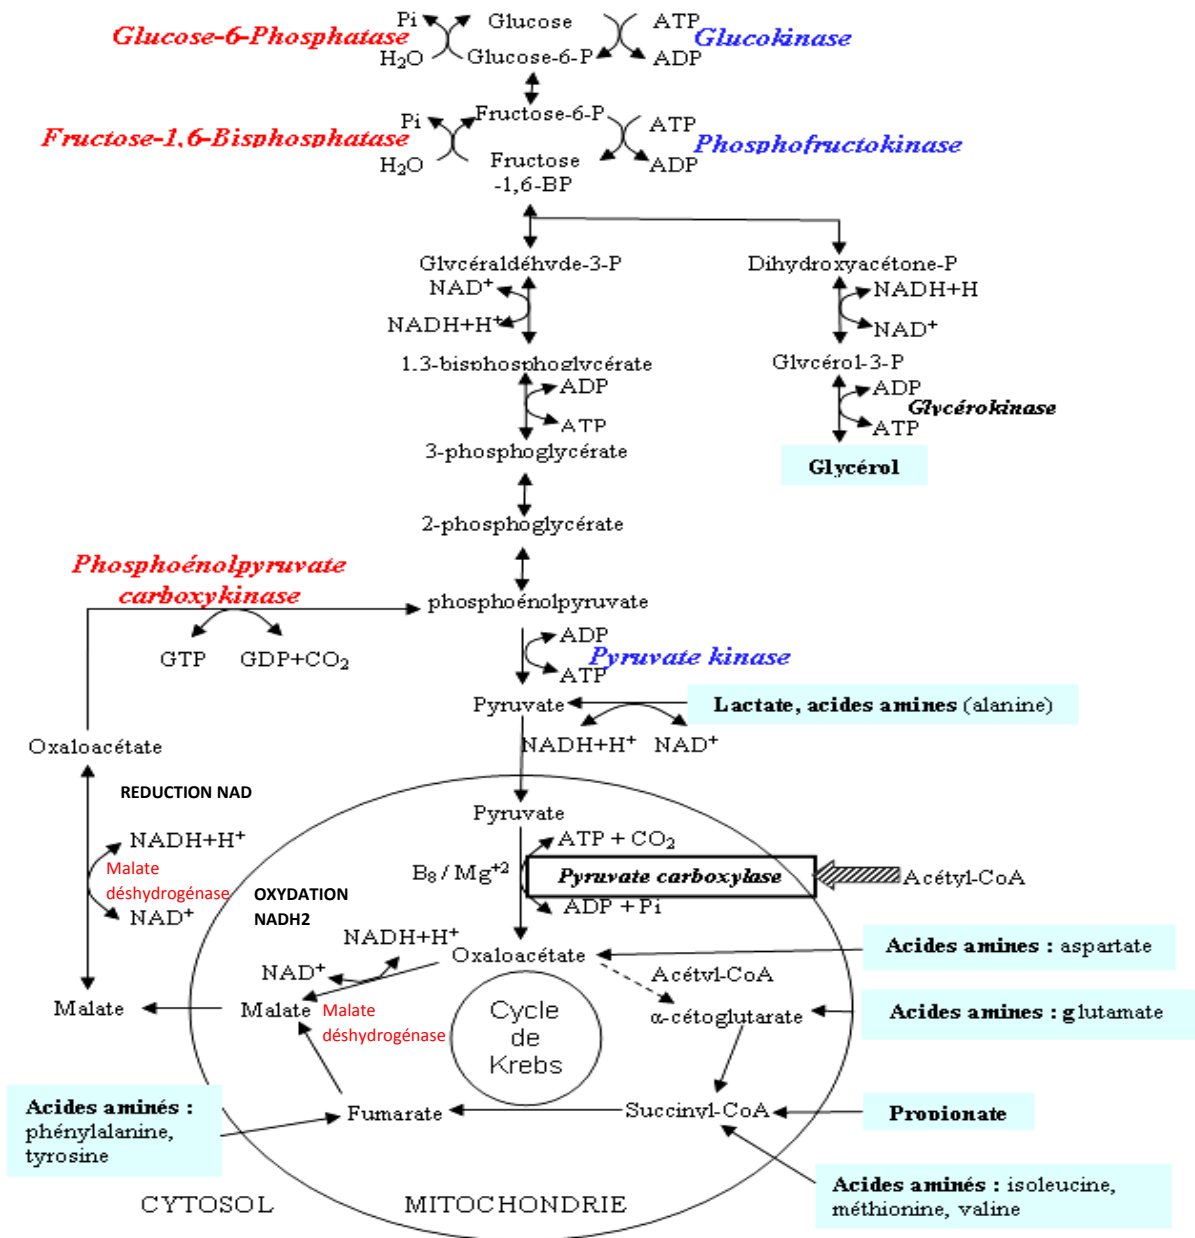 Pi Glucose ATP
Glucose-6-Phosphatase Glucokinase
H₂O Glucose-6-P ADP
Pi Fructose-6-P ATP
Fructose-1,6-Bisphosphatase Phosphofructokinase
H₂O Fructose ADP
-1,6-BP
Glycéraldéhyde-3-P Dihydroxyacétone-P
NAD⁺ NADH+H
NADH+H⁺ NAD⁺
1,3-bisphosphoglycérate Glycérol-3-P
ADP ADP
Glycérokinase
ATP ATP
3-phosphoglycérate Glycérol
2-phosphoglycérate
Phosphoénolpyruvate
carboxykinase
phosphoénolpyruvate
GTP GDP+CO₂
ADP
Pyruvate kinase
ATP
Pyruvate Lactate, acides amines (alanine)
NADH+H⁺ NAD⁺
Oxaloacétate
REDUCTION NAD
Pyruvate
NADH+H⁺ ATP + CO₂
Malate
déshydrogénase
B₈ / Mg⁺² Pyruvate carboxylase Acétyl-CoA
OXYDATION
NADH2
NAD⁺ ADP + Pi
NADH+H⁺ Oxaloacétate Acides amines : aspartate
NAD⁺ Acétyl-CoA
Malate Malate Malate
déshydrogénase
Cycle
de
Krebs
α-cétoglutarate Acides amines : glutamate
Acides aminés :
phénylalanine,
tyrosine
Fumarate Succinyl-CoA Propionate
Acides aminés : isoleucine,
méthionine, valine
CYTOSOL MITOCHONDRIE